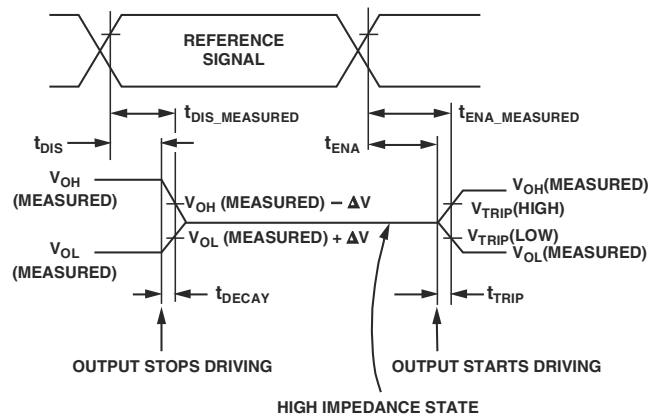 REFERENCE
SIGNAL
tDIS_MEASURED
tENA_MEASURED
tDIS
tENA
VOH
(MEASURED)
VOH (MEASURED) – ΔV
VOH(MEASURED)
VTRIP(HIGH)
VOL
(MEASURED)
VOL (MEASURED) + ΔV
VTRIP(LOW)
VOL(MEASURED)
tDECAY
tTRIP
OUTPUT STOPS DRIVING
OUTPUT STARTS DRIVING
HIGH IMPEDANCE STATE